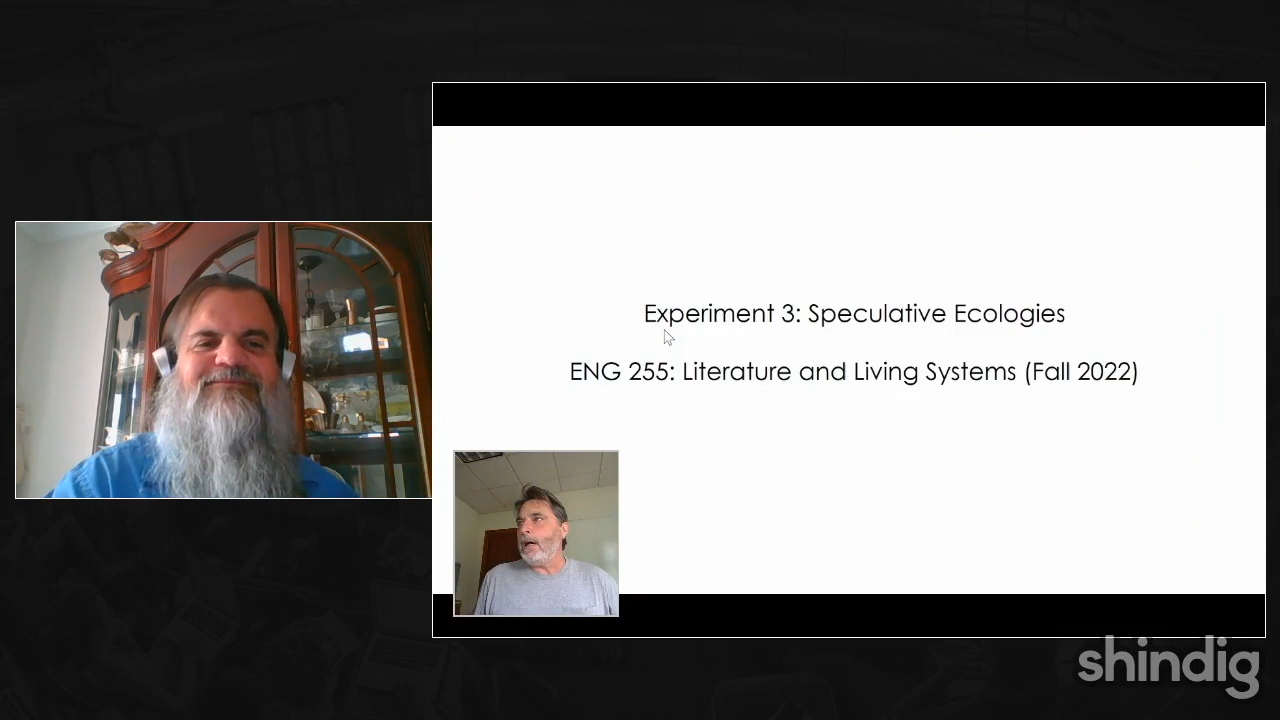 Experiment 3: Speculative Ecologies
ENG 255: Literature and Living Systems (Fall 2022)
shindig